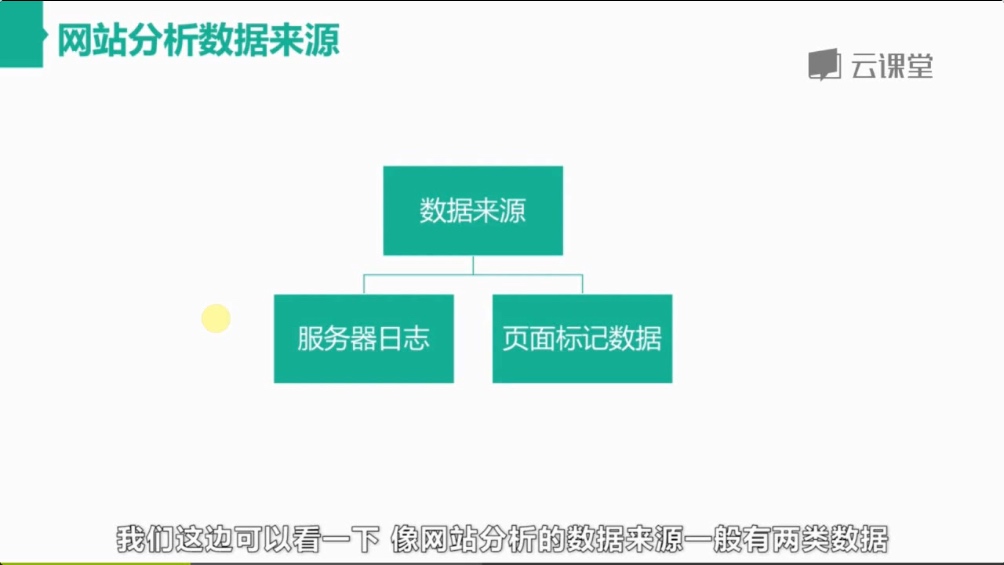 网站分析数据来源
云课堂
数据来源
服务器日志
页面标记数据
我们这边可以看一下 像网站分析的数据来源一般有两类数据